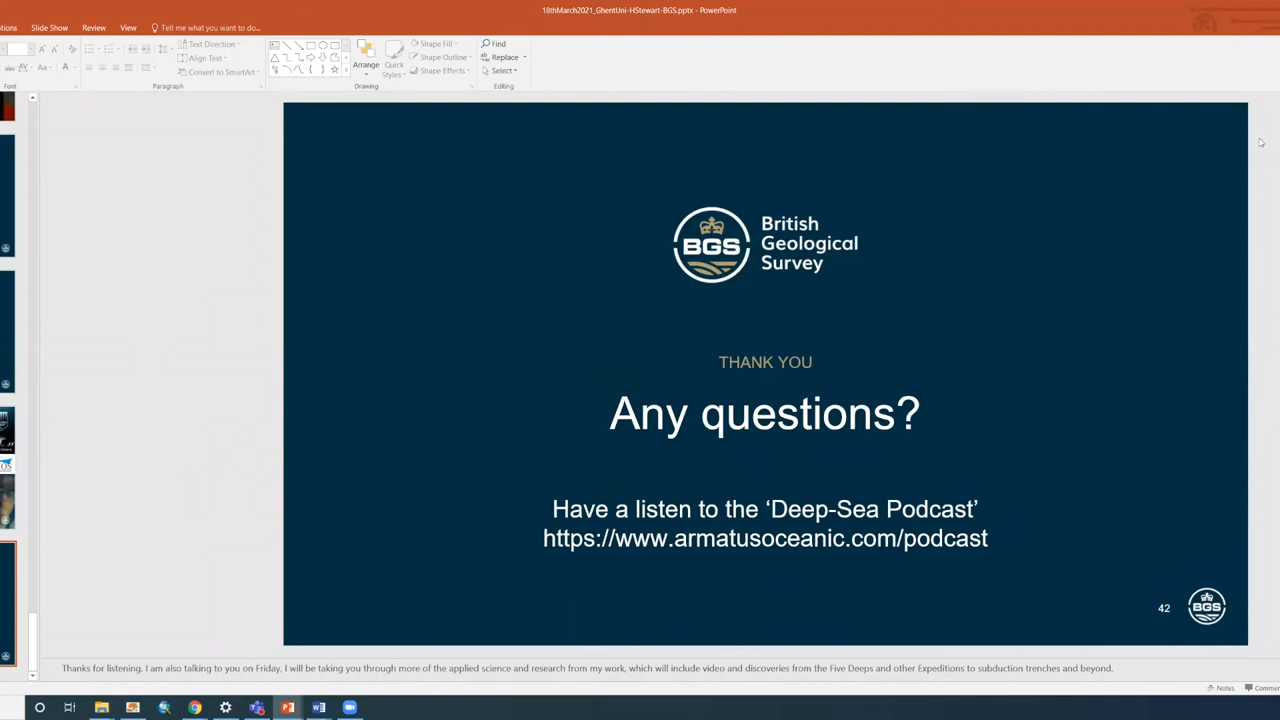 18thMarch2021_GhentUni-HStewart-BGS.pptx - PowerPoint
Slide Show Review View Tell me what you want to do...
Text Direction
Align Text
Convert to SmartArt
Arrange
Quick Styles
Shape Fill
Shape Outline
Shape Effects
Find
Replace
Select
Font Paragraph Drawing Editing
BGS
British
Geological
Survey
THANK YOU
Any questions?
Have a listen to the ‘Deep-Sea Podcast’
https://www.armatusoceanic.com/podcast
42
BGS
Thanks for listening. I am also talking to you on Friday, I will be taking you through more of the applied science and research from my work, which will include video and discoveries from the Five Deeps and other Expeditions to subduction trenches and beyond.
Notes